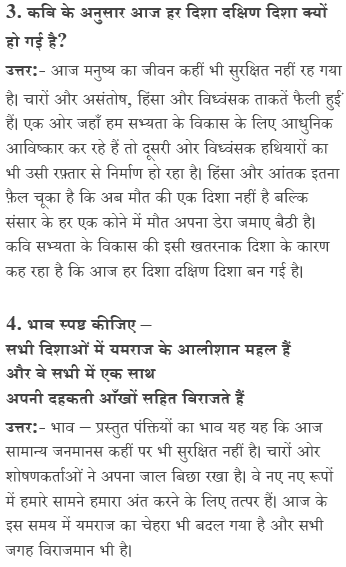 3. कवि के अनुसार आज हर दिशा दक्षिण दिशा क्यों
हो गई है?
उत्तर:- आज मनुष्य का जीवन कहीं भी सुरक्षित नहीं रह गया
है। चारों और असंतोष, हिंसा और विध्वंसक ताकतें फैली हुई
हैं। एक ओर जहाँ हम सभ्यता के विकास के लिए आधुनिक
आविष्कार कर रहे हैं तो दूसरी ओर विध्वंसक हथियारों का
भी उसी रफ़्तार से निर्माण हो रहा है। हिंसा और आंतक इतना
फ़ैल चूका है कि अब मौत की एक दिशा नहीं है बल्कि
संसार के हर एक कोने में मौत अपना डेरा जमाए बैठी है।
कवि सभ्यता के विकास की इसी खतरनाक दिशा के कारण
कह रहा है कि आज हर दिशा दक्षिण दिशा बन गई है।
4. भाव स्पष्ट कीजिए –
सभी दिशाओं में यमराज के आलीशान महल हैं
और वे सभी में एक साथ
अपनी दहकती आँखों सहित विराजते हैं
उत्तर:- भाव – प्रस्तुत पंक्तियों का भाव यह यह कि आज
सामान्य जनमानस कहीं पर भी सुरक्षित नहीं है। चारों ओर
शोषणकर्ताओं ने अपना जाल बिछा रखा है। वे नए नए रूपों
में हमारे सामने हमारा अंत करने के लिए तत्पर हैं। आज के
इस समय में यमराज का चेहरा भी बदल गया है और सभी
जगह विराजमान भी है।